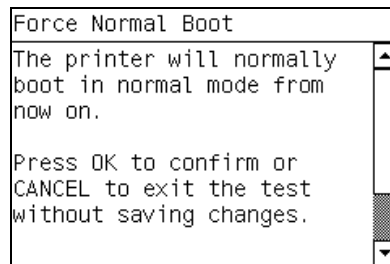 Force Normal Boot
The printer will normally
boot in normal mode from
now on.
Press OK to confirm or
CANCEL to exit the test
without saving changes.